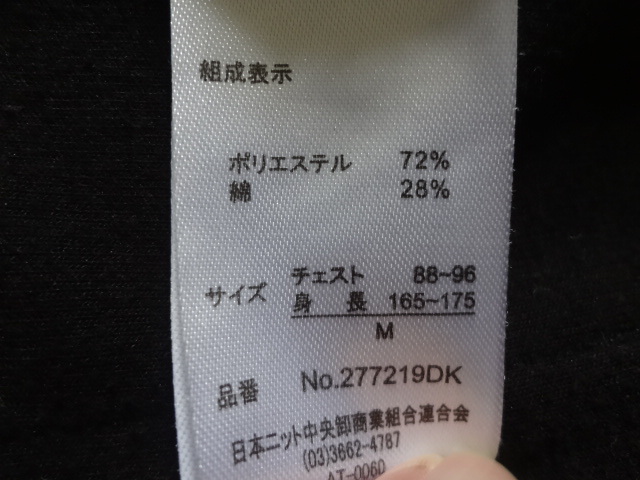 組成表示
ポリエステル 72%
綿 28%
サイズ チェスト 88~96
身長 165~175
M
品番 No.277219DK
日本ニット中央卸商業組合連合会
(03)3662-4787
AT-0060